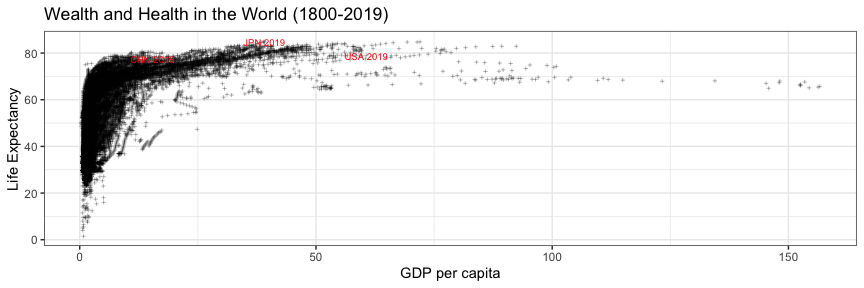 Wealth and Health in the World (1800-2019)
JPN,2019
USA,2019
80
60
40
20
0
Life Expectancy
0 50 100 150
GDP per capita